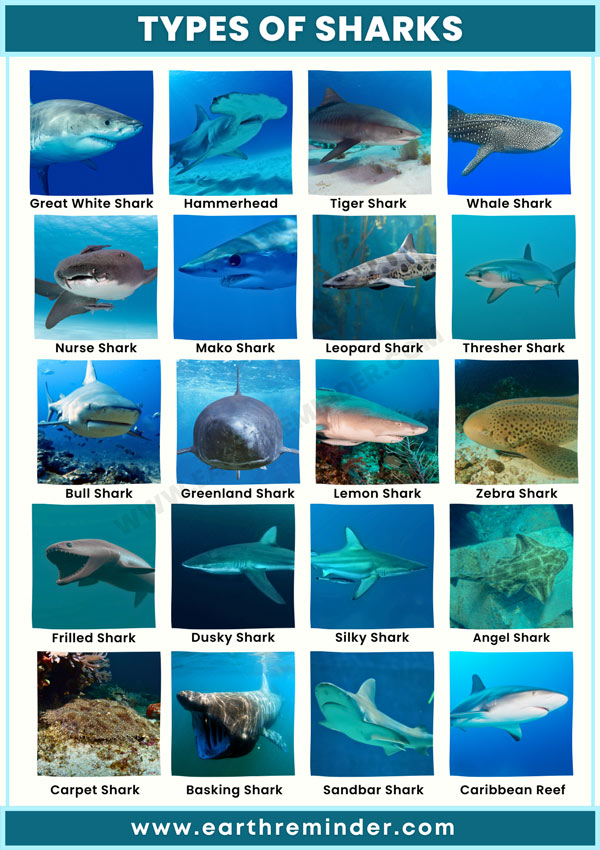 TYPES OF SHARKS
Great White Shark
Hammerhead
Tiger Shark
Whale Shark
Nurse Shark
Mako Shark
Leopard Shark
Thresher Shark
Bull Shark
Greenland Shark
Lemon Shark
Zebra Shark
Frilled Shark
Dusky Shark
Silky Shark
Angel Shark
Carpet Shark
Basking Shark
Sandbar Shark
Caribbean Reef
www.earthreminder.com